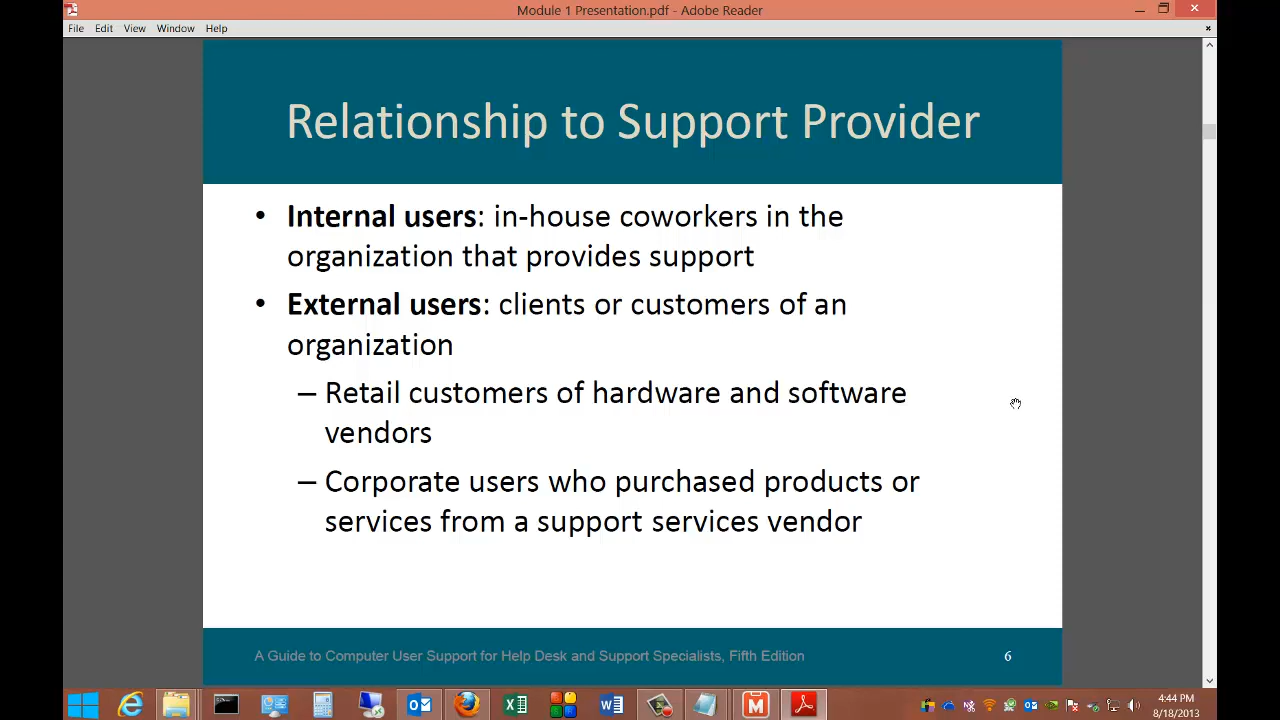 Module 1 Presentation.pdf - Adobe Reader
File Edit View Window Help
Relationship to Support Provider
• Internal users: in-house coworkers in the
organization that provides support
• External users: clients or customers of an
organization
– Retail customers of hardware and software
vendors
– Corporate users who purchased products or
services from a support services vendor
A Guide to Computer User Support for Help Desk and Support Specialists, Fifth Edition
6
4:44 PM
8/18/2013